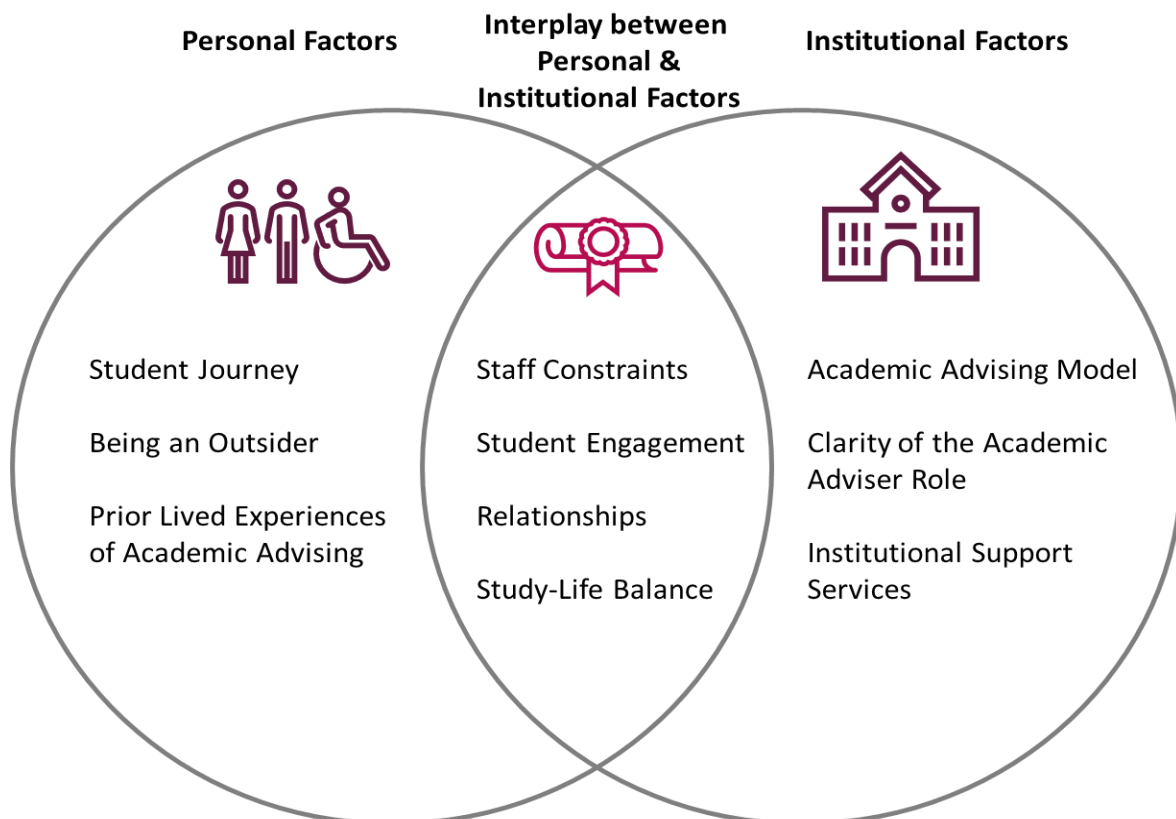 Personal Factors
Interplay between
Personal &
Institutional Factors
Institutional Factors
Student Journey
Being an Outsider
Prior Lived Experiences
of Academic Advising
Staff Constraints
Student Engagement
Relationships
Study-Life Balance
Academic Advising Model
Clarity of the Academic
Adviser Role
Institutional Support
Services